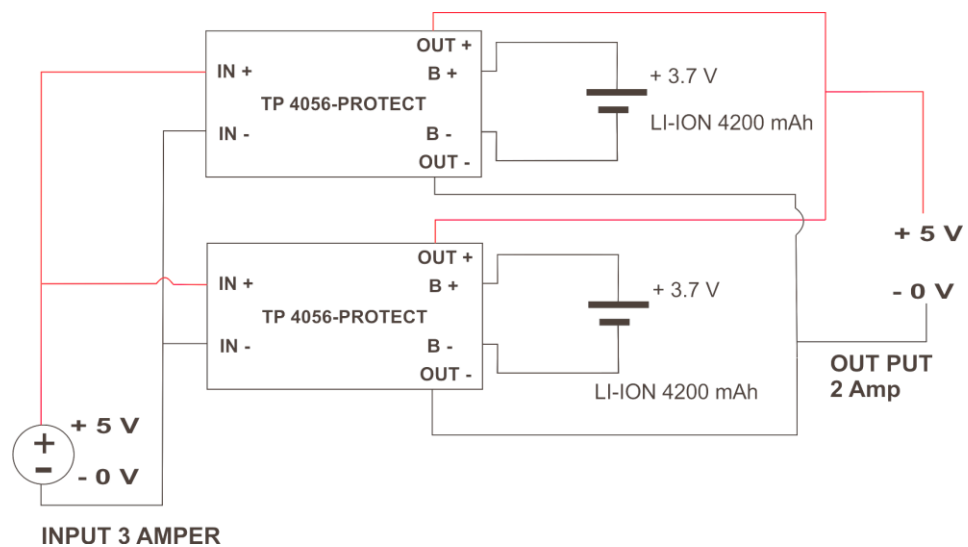 OUT +
IN +
B +
TP 4056-PROTECT
IN -
B -
OUT -
+ 3.7 V
LI-ION 4200 mAh
OUT +
IN +
B +
TP 4056-PROTECT
IN -
B -
OUT -
+ 3.7 V
LI-ION 4200 mAh
+ 5 V
- 0 V
OUT PUT
2 Amp
+ 5 V
- 0 V
INPUT 3 AMPER